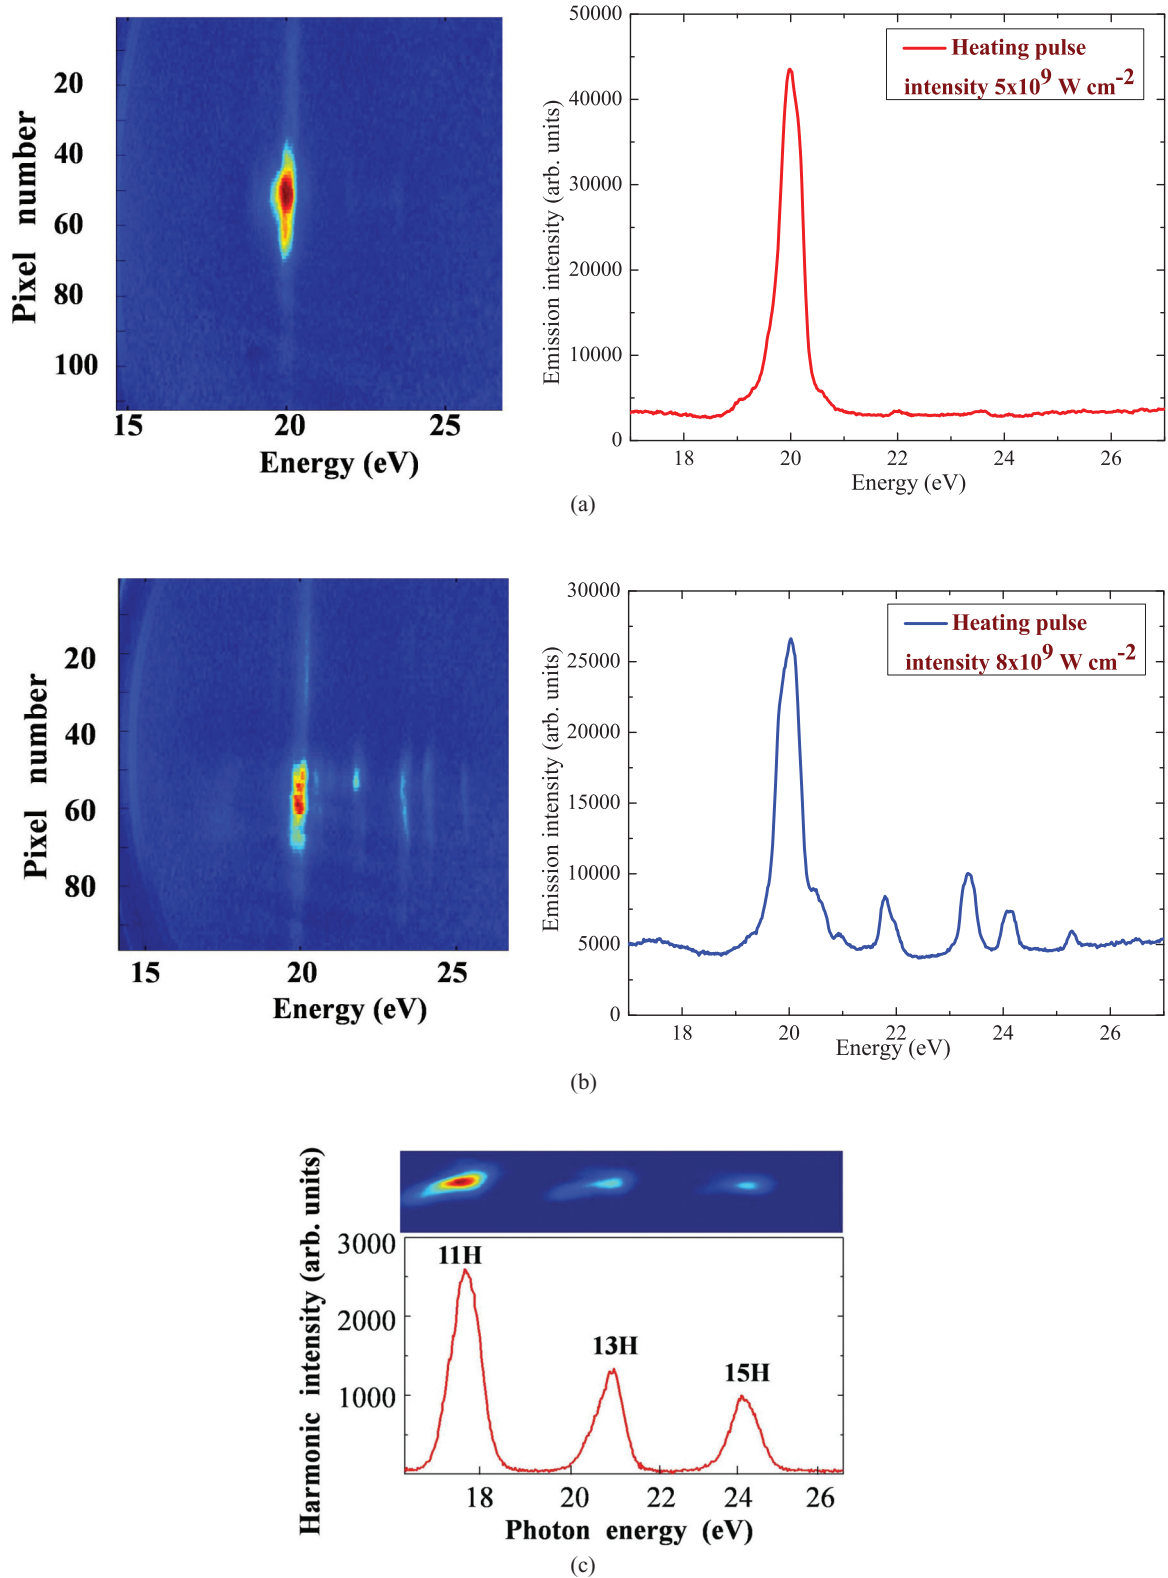 20
40
60
80
100
Pixel number
15 20 25
Energy (eV)
50000
40000
30000
20000
10000
0
Emission intensity (arb. units)
Heating pulse
intensity 5x10⁹ W cm⁻²
18 20 22 24 26
Energy (eV)
(a)
20
40
60
80
Pixel number
15 20 25
Energy (eV)
30000
25000
20000
15000
10000
5000
0
Emission intensity (arb. units)
Heating pulse
intensity 8x10⁹ W cm⁻²
18 20 22 24 26
Energy (eV)
(b)
Harmonic intensity (arb. units)
3000
2000
1000
11H
13H
15H
18 20 22 24 26
Photon energy (eV)
(c)